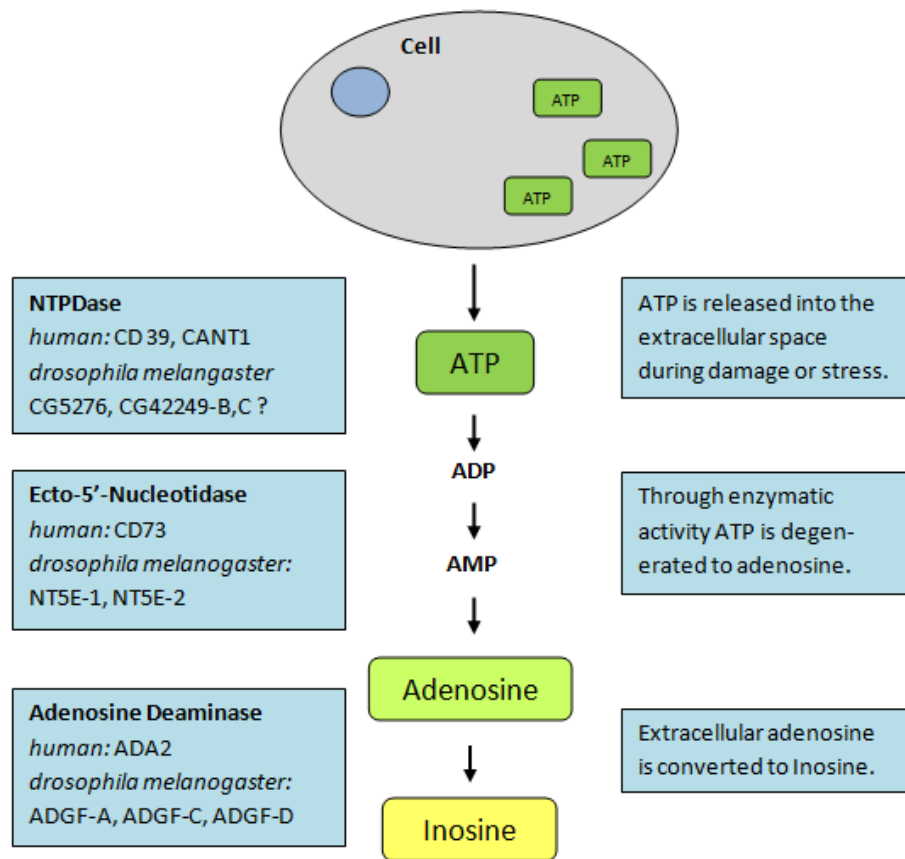 Cell
ATP
ATP
ATP
NTPDase
human: CD 39, CANT1
drosophila melangaster
CG5276, CG42249-B,C ?
ATP
ATP is released into the
extracellular space
during damage or stress.
ADP
Ecto-5’-Nucleotidase
human: CD73
drosophila melanogaster:
NT5E-1, NT5E-2
AMP
Through enzymatic
activity ATP is degen-
erated to adenosine.
Adenosine
Adenosine Deaminase
human: ADA2
drosophila melanogaster:
ADGF-A, ADGF-C, ADGF-D
Extracellular adenosine
is converted to Inosine.
Inosine